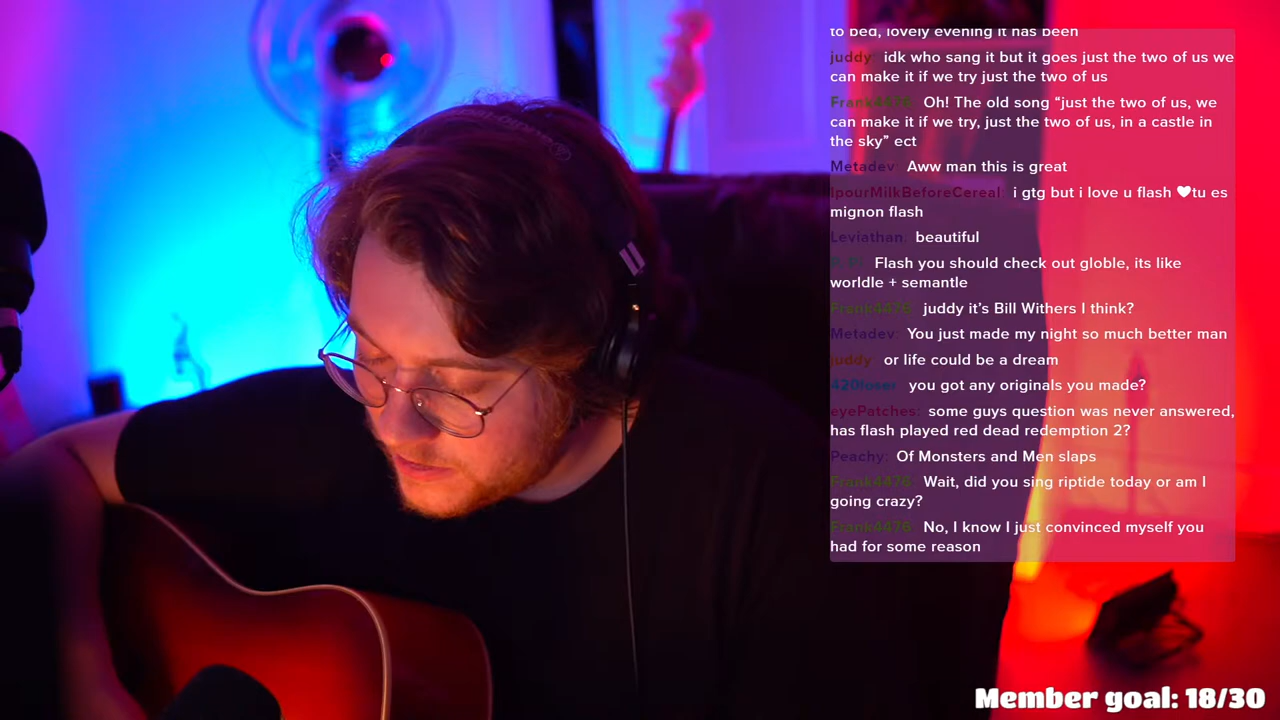 to bed, lovely evening it has been
juddy: idk who sang it but it goes just the two of us we
can make it if we try just the two of us
Frank4476: Oh! The old song “just the two of us, we
can make it if we try, just the two of us, in a castle in
the sky” ect
Metadev: Aww man this is great
IpourMilkBeforeCereal: i gtg but i love u flash ❤tu es
mignon flash
Leviathan: beautiful
Flash you should check out globle, its like
worldle + semantle
Frank4476: juddy it’s Bill Withers I think?
Metadev: You just made my night so much better man
juddy: or life could be a dream
420loser: you got any originals you made?
eyePatches: some guys question was never answered,
has flash played red dead redemption 2?
Peachy: Of Monsters and Men slaps
Frank4476: Wait, did you sing riptide today or am I
going crazy?
Frank4476: No, I know I just convinced myself you
had for some reason
Member goal: 18/30